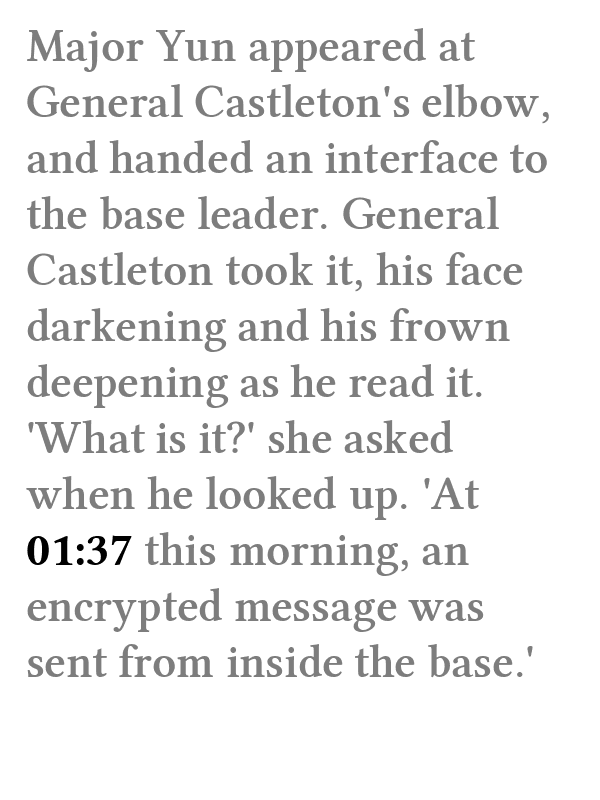 Major Yun appeared at
General Castleton's elbow,
and handed an interface to
the base leader. General
Castleton took it, his face
darkening and his frown
deepening as he read it.
'What is it?' she asked
when he looked up. 'At
01:37 this morning, an
encrypted message was
sent from inside the base.'